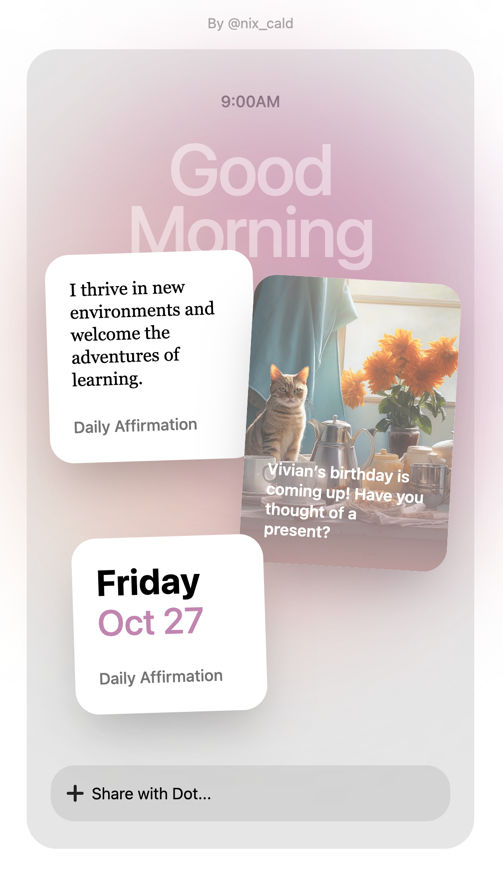 By @nix_cald
9:00AM
Good
Morning
I thrive in new
environments and
welcome the
adventures of
learning.
Daily Affirmation
Vivian's birthday is
coming up! Have you
thought of a
present?
Friday
Oct 27
Daily Affirmation
+ Share with Dot...